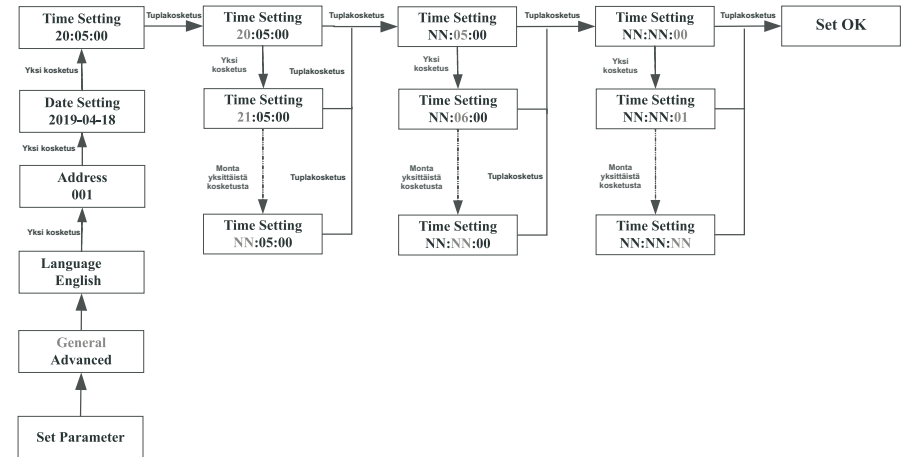 Time Setting
20:05:00
Tuplakosketus
Time Setting
20:05:00
Tuplakosketus
Time Setting
NN:05:00
Tuplakosketus
Time Setting
NN:NN:00
Tuplakosketus
Set OK
Yksi kosketus
Yksi
kosketus
Tuplakosketus
Yksi
kosketus
Yksi
kosketus
Date Setting
2019-04-18
Time Setting
21:05:00
Time Setting
NN:06:00
Time Setting
NN:NN:01
Yksi kosketus
Address
001
Monta
yksittäistä
kosketusta
Tuplakosketus
Monta
yksittäistä
kosketusta
Tuplakosketus
Monta
yksittäistä
kosketusta
Yksi kosketus
Time Setting
NN:05:00
Time Setting
NN:NN:00
Time Setting
NN:NN:NN
Language
English
General
Advanced
Set Parameter